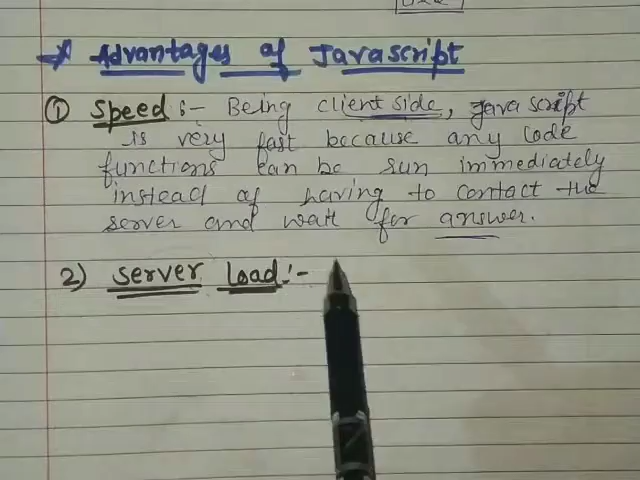 →* Advantages of Javascript
① Speed :- Being client side, Java script
is very fast because any code
functions can be run immediately
instead of having to contact the
server and wait for answer.
2) server load :-